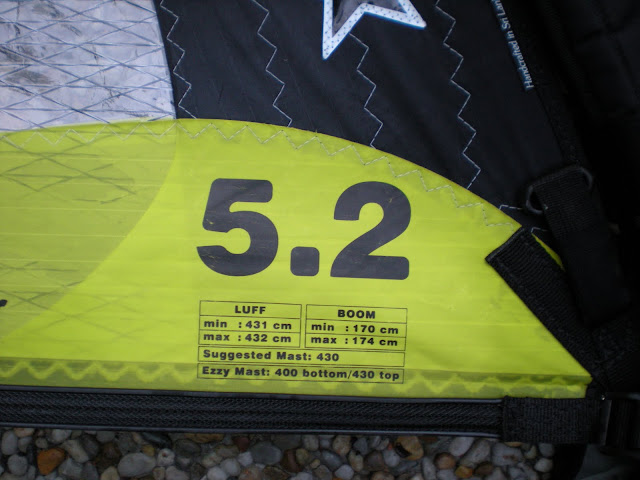 Handcrafted in Sri Lan
5.2
LUFF
min : 431 cm
max : 432 cm
BOOM
min : 170 cm
max : 174 cm
Suggested Mast: 430
Ezzy Mast: 400 bottom/430 top